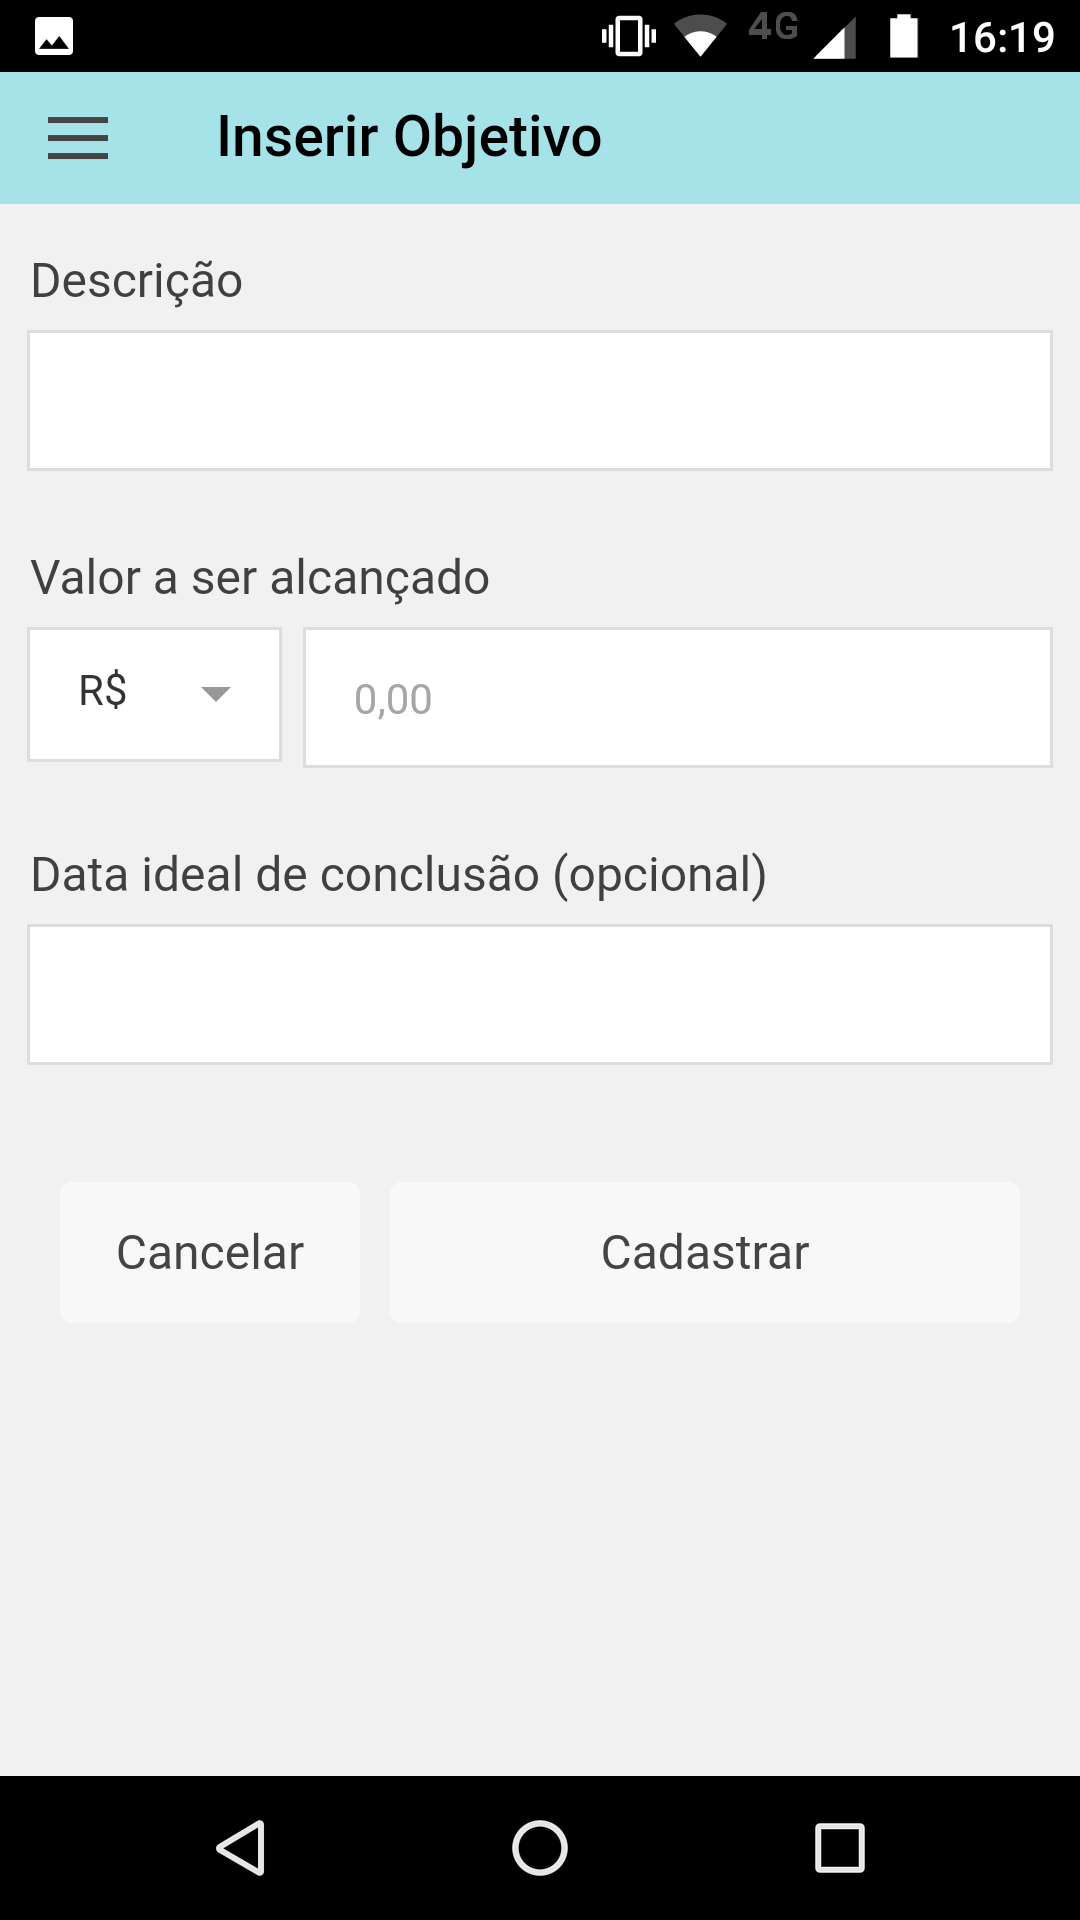 4G 16:19
Inserir Objetivo
Descrição
Valor a ser alcançado
R$ 0,00
Data ideal de conclusão (opcional)
Cancelar Cadastrar